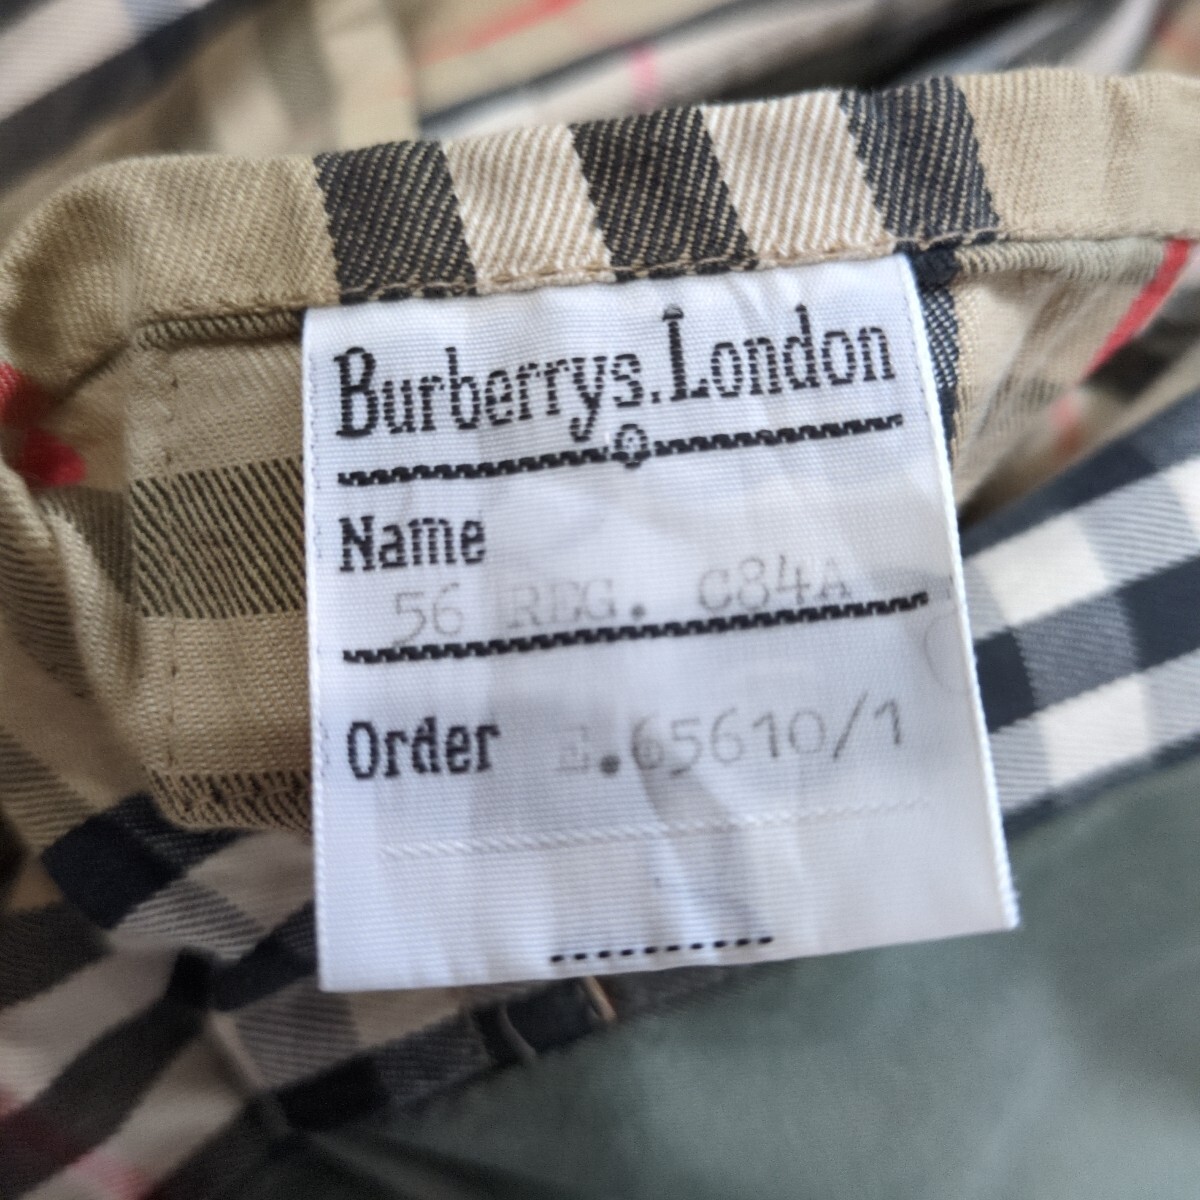 Burberrys.London
Name
56 REG. C84A
Order E.65610/1